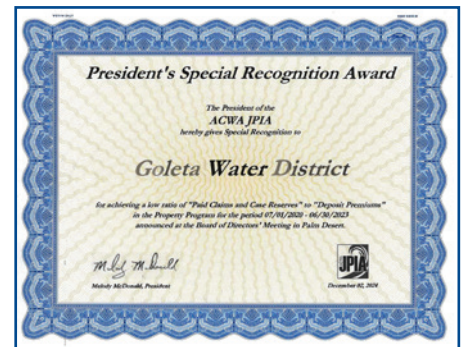 President's Special Recognition Award
The President of the
ACWA JPIA
hereby gives Special Recognition to
Goleta Water District
for achieving a low ratio of "Paid Claims and Case Reserves" to "Deposit Premiums"
in the Property Program for the period 07/01/2020 - 06/30/2023
announced at the Board of Directors' Meeting in Palm Desert.
JPIA
Melody McDonald, President
December 02, 2024